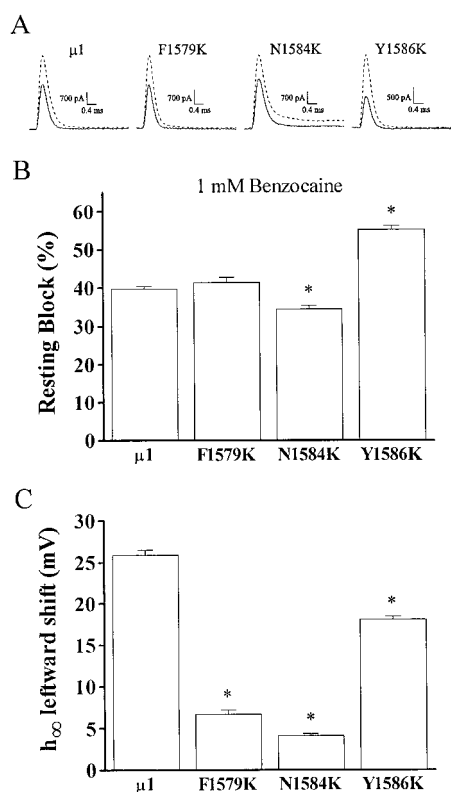 A
μ1 F1579K N1584K Y1586K
700 pA 700 pA 700 pA 500 pA
0.4 ms 0.4 ms 0.4 ms 0.4 ms
B
1 mM Benzocaine
Resting Block (%)
60
50
40
30
20
10
0
* *
μ1 F1579K N1584K Y1586K
C
h∞ leftward shift (mV)
30
25
20
15
10
5
0
* * *
μ1 F1579K N1584K Y1586K